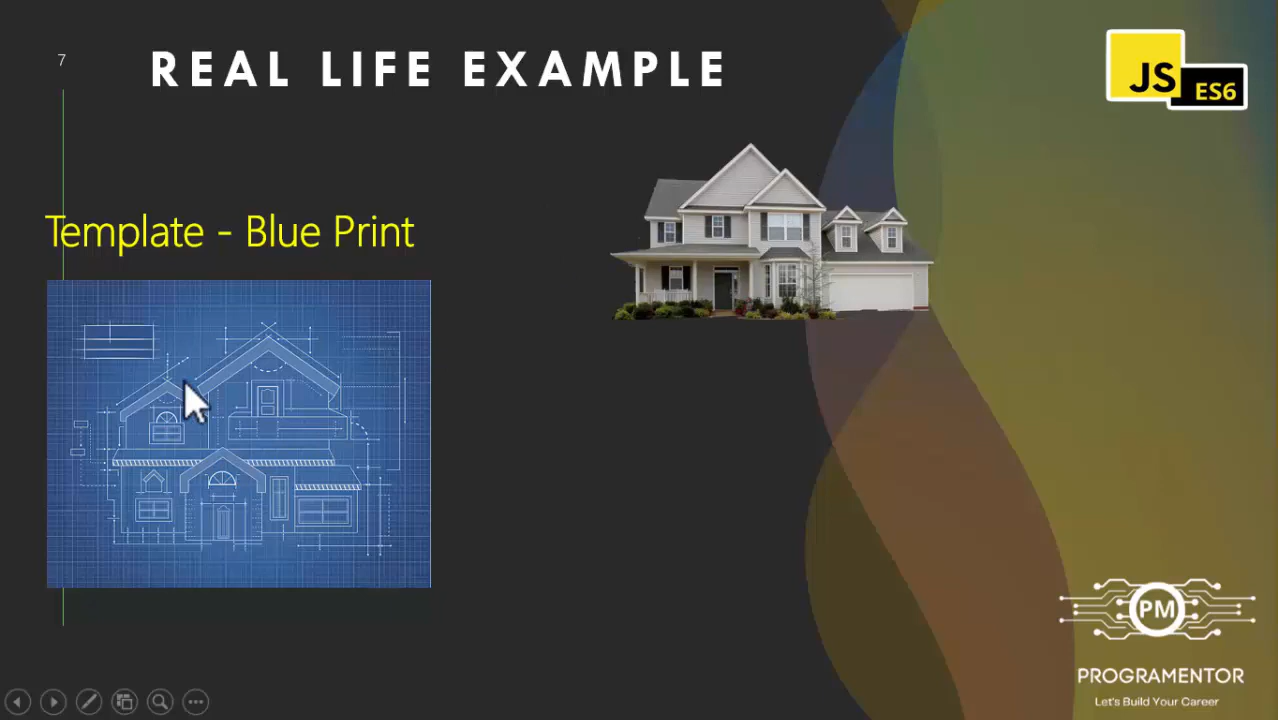 7
REAL LIFE EXAMPLE
JS
ES6
Template - Blue Print
PM
PROGRAMENTOR
Let's Build Your Career